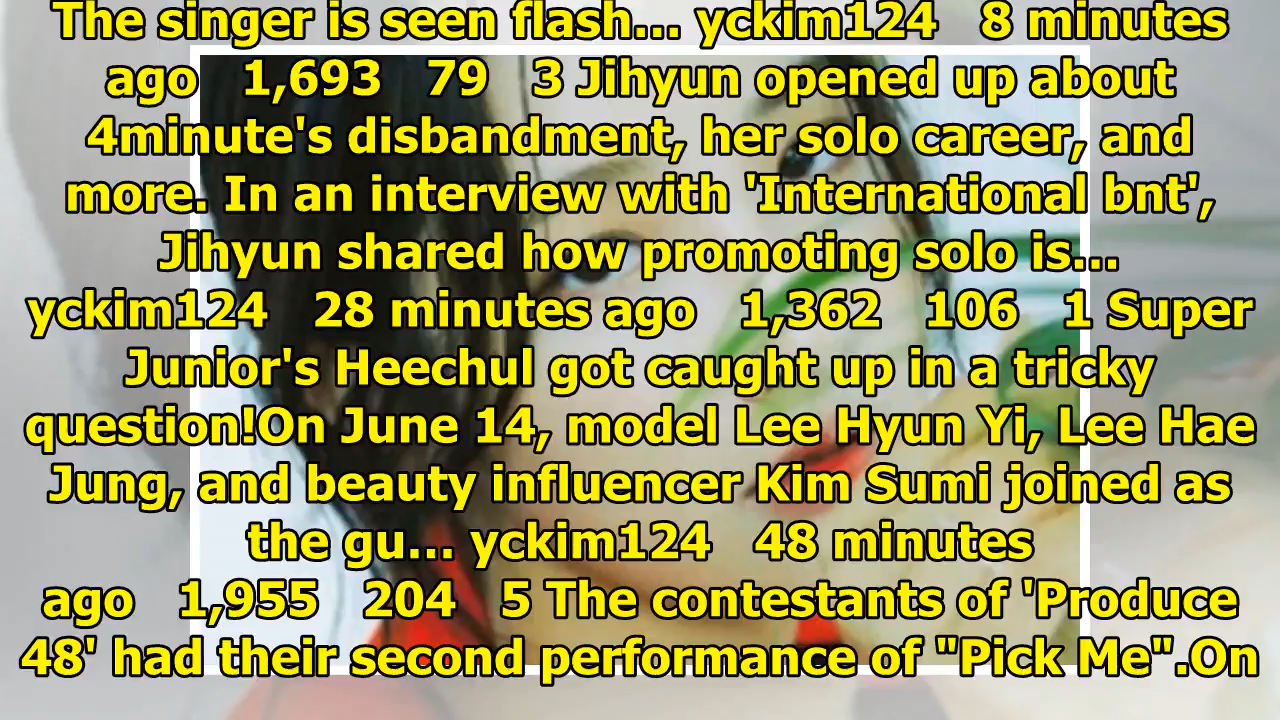 The singer is seen flash... yckim124   8 minutes
ago   1,693   79   3 Jihyun opened up about
4minute's disbandment, her solo career, and
more. In an interview with 'International bnt',
Jihyun shared how promoting solo is...
yckim124   28 minutes ago   1,362   106   1 Super
Junior's Heechul got caught up in a tricky
question!On June 14, model Lee Hyun Yi, Lee Hae
Jung, and beauty influencer Kim Sumi joined as
the gu... yckim124   48 minutes
ago   1,955   204   5 The contestants of 'Produce
48' had their second performance of "Pick Me".On